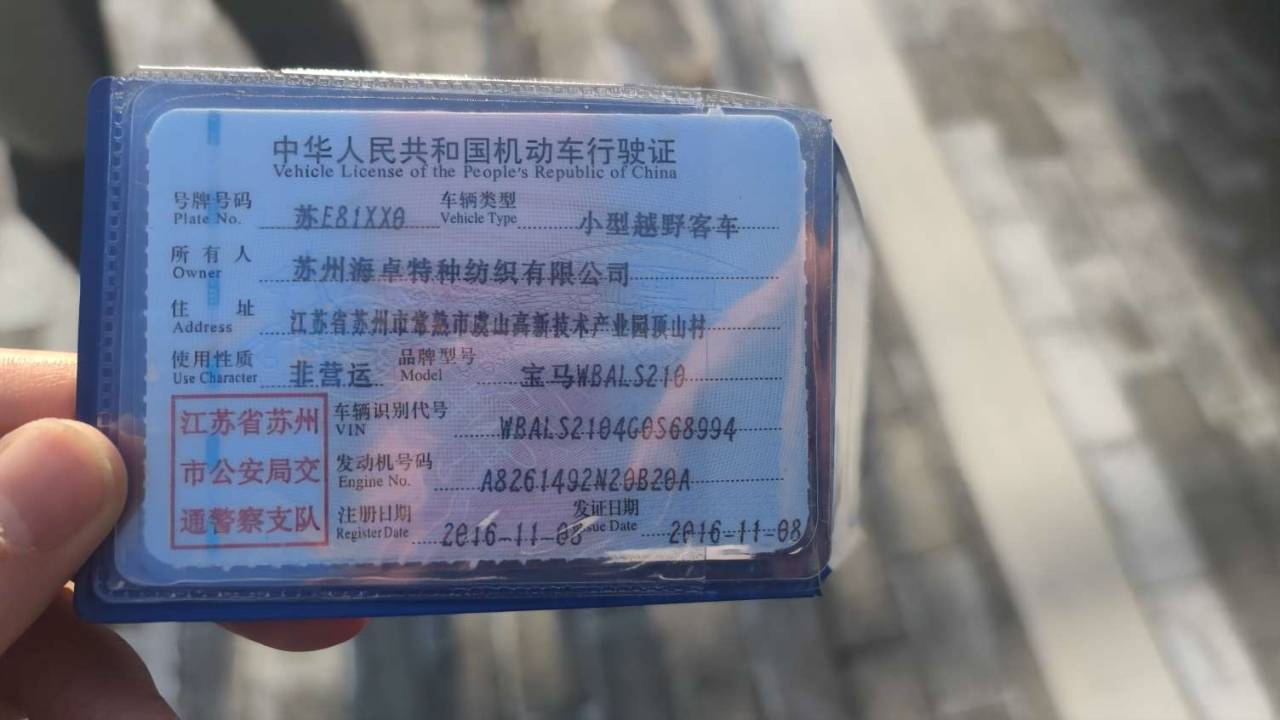 中华人民共和国机动车行驶证
Vehicle License of the People's Republic of China
号牌号码 苏E81XX0 车辆类型 小型越野客车
Plate No. Vehicle Type
所有人 苏州海卓特种纺织有限公司
Owner
住址 江苏省苏州市常熟市虞山高新技术产业园顶山村
Address
使用性质 非营运 品牌型号 宝马WBALS210
Use Character Model
江苏省苏州
市公安局交
通警察支队
车辆识别代号 WBALS2104G0S68994
VIN
发动机号码 A8261492N20B20A
Engine No.
注册日期 2016-11-08 发证日期 2016-11-08
Register Date Issue Date